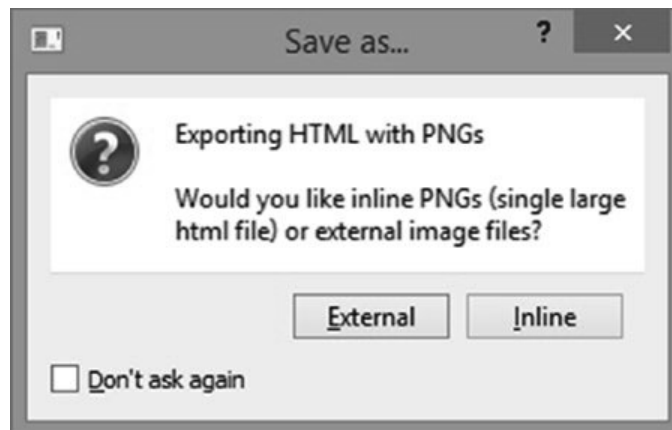 Save as... ? ×
Exporting HTML with PNGs
Would you like inline PNGs (single large
html file) or external image files?
External Inline
Don't ask again